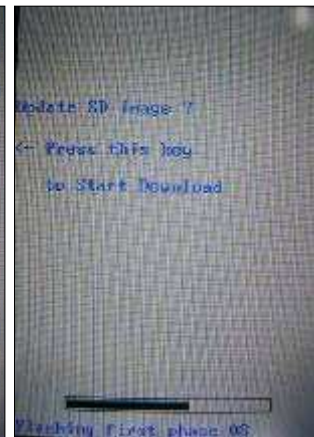 Update SD Image ?
<- Press this key
to Start Download
Flashing first phase OS